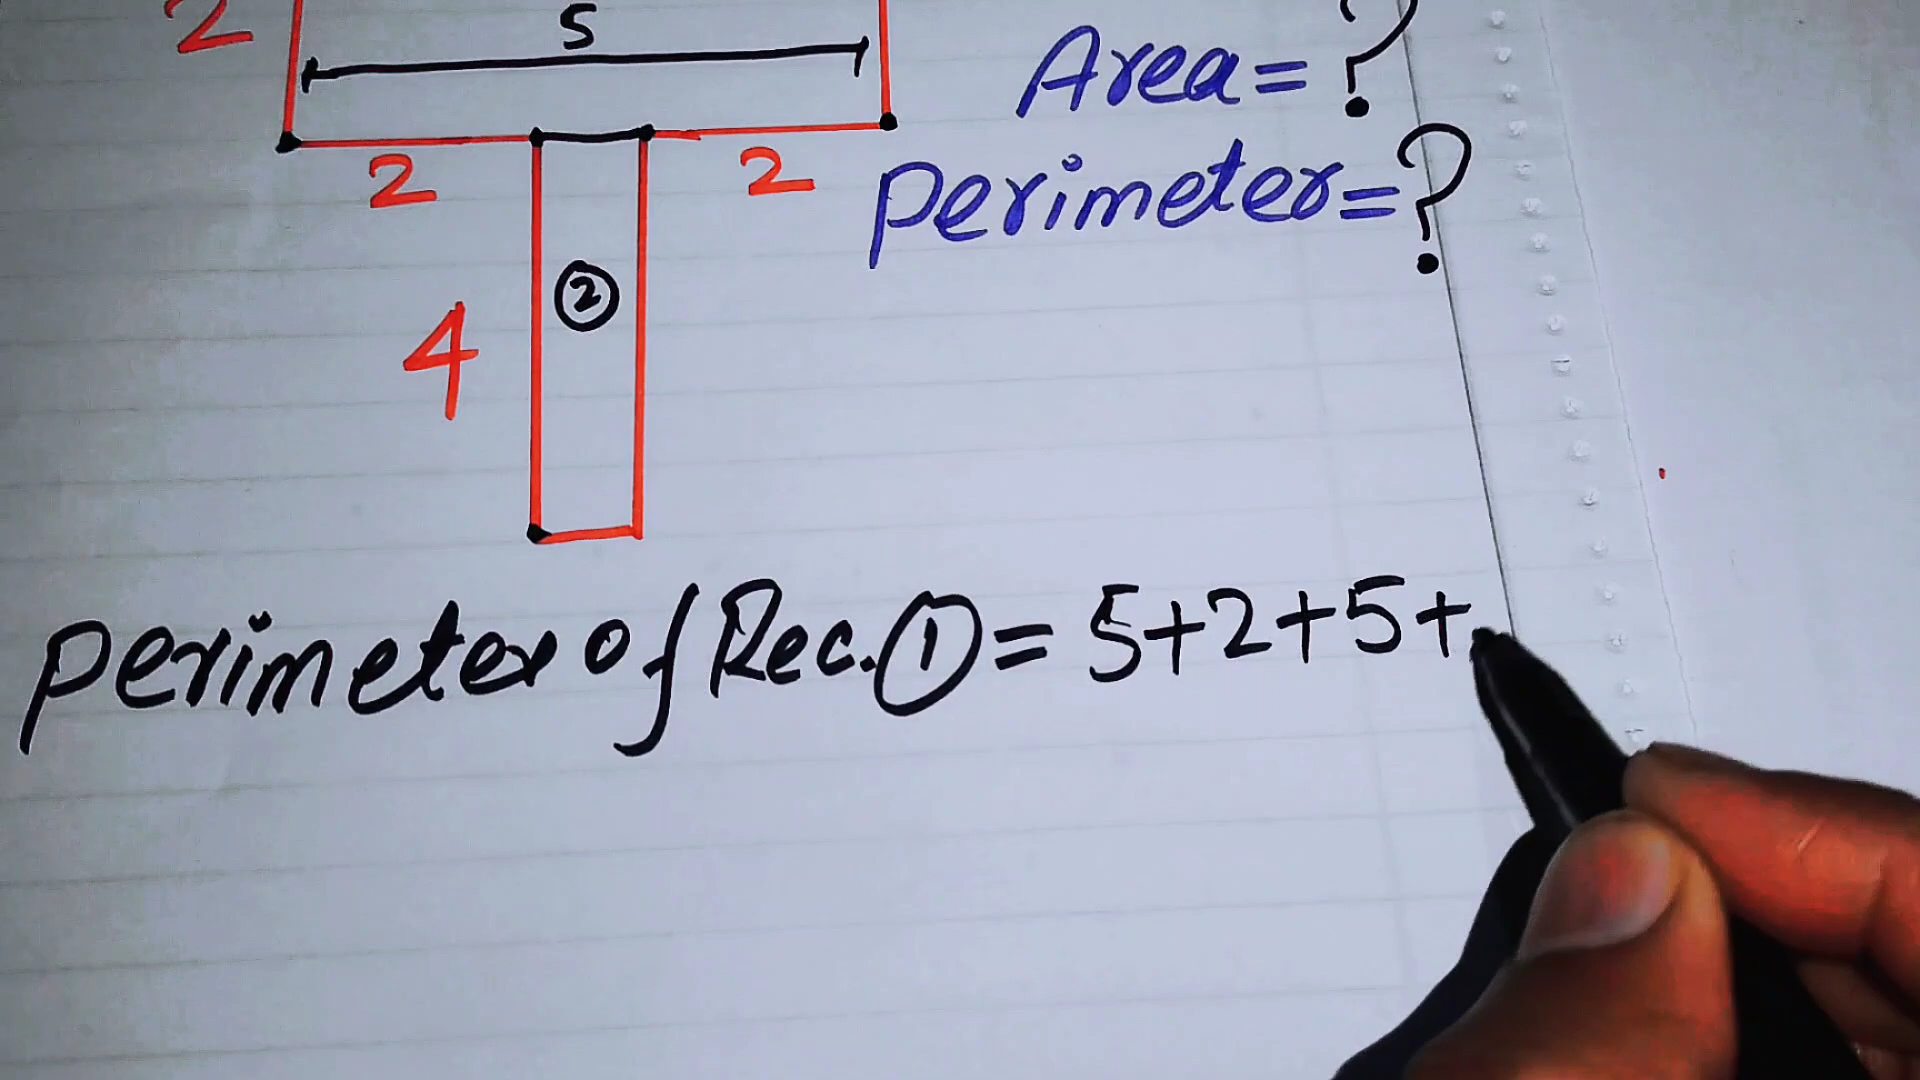 2
5
Area=?
2
2
Perimeter=?
②
4
Perimeter of Rec.①= 5+2+5+